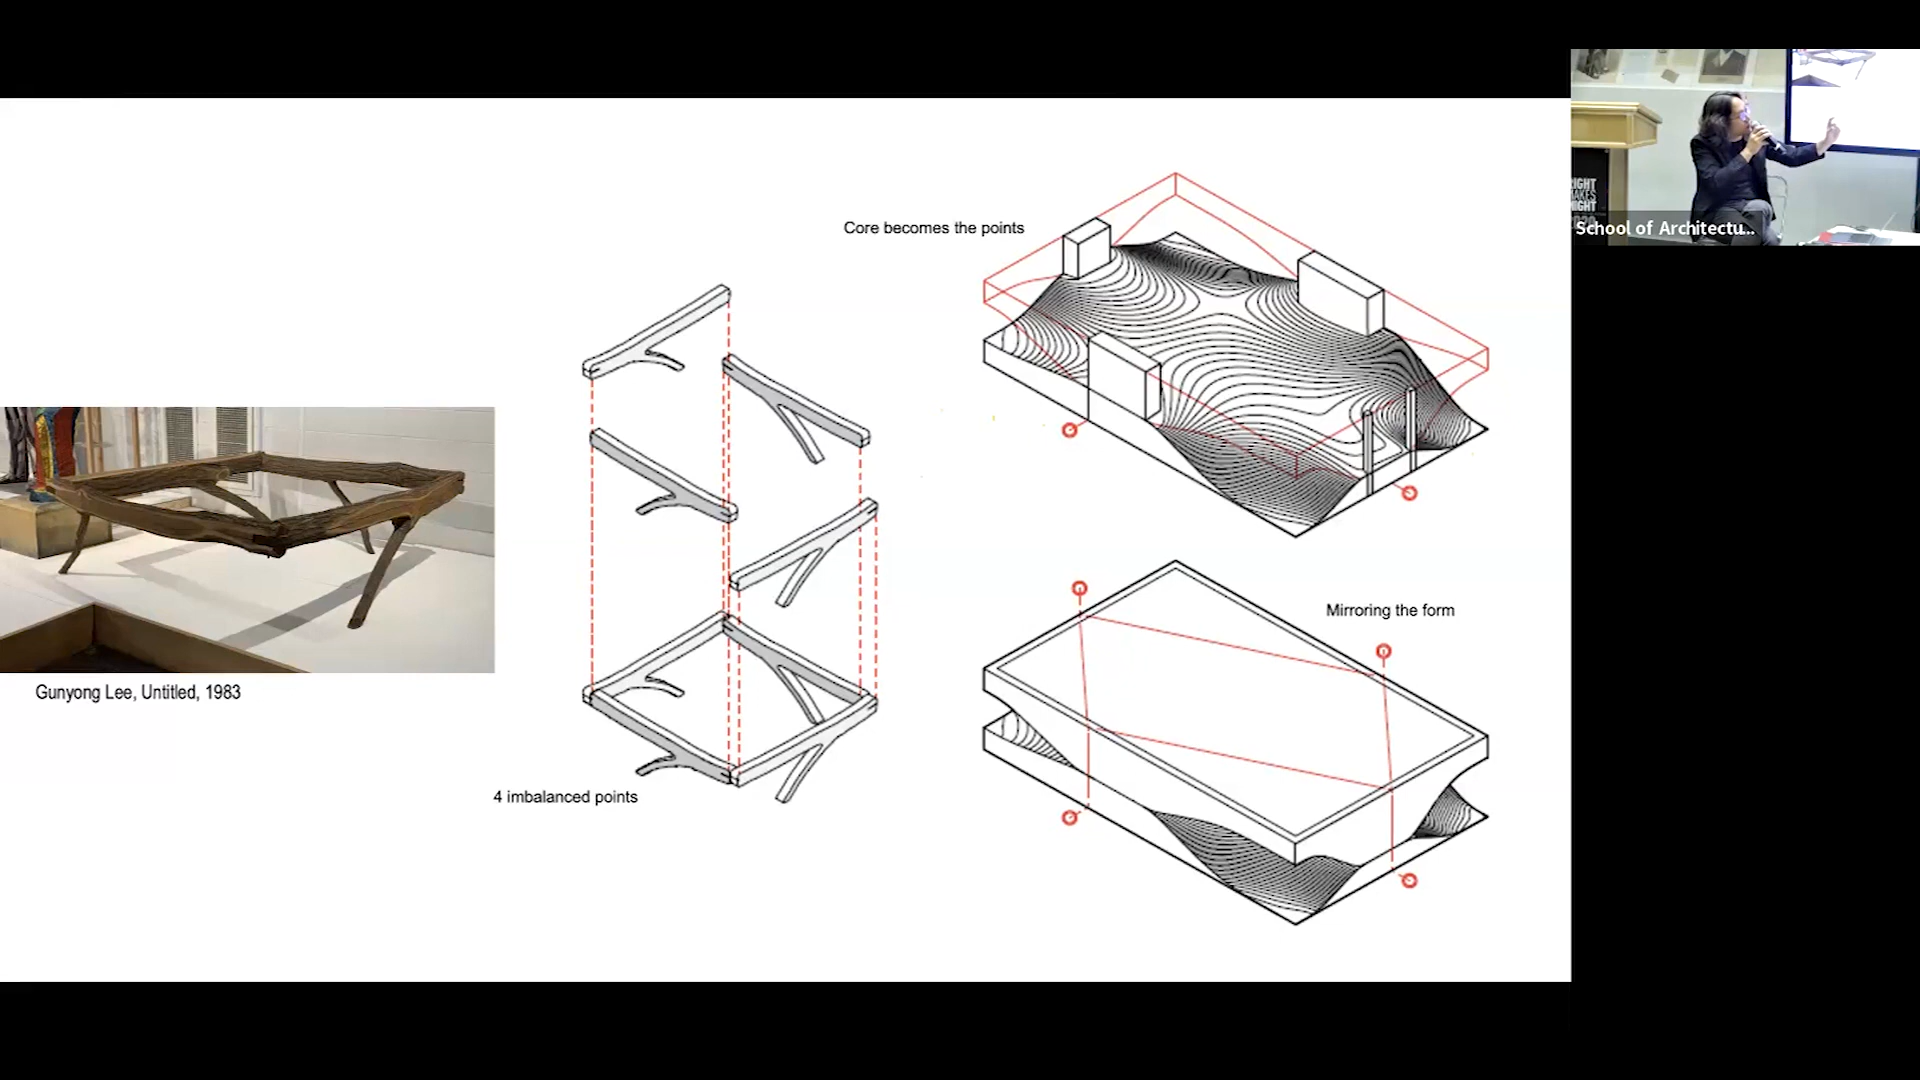 Core becomes the points
Gunyong Lee, Untitled, 1983
4 imbalanced points
Mirroring the form
School of Architectu...